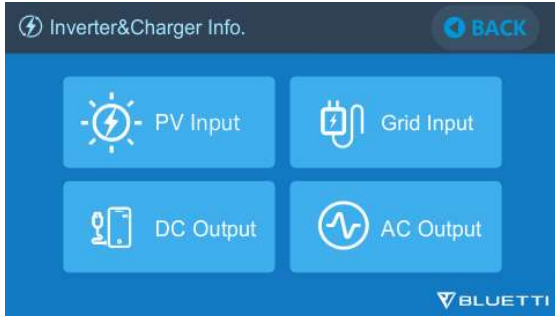 Inverter&Charger Info.
BACK
PV Input
Grid Input
DC Output
AC Output
BLUETTI